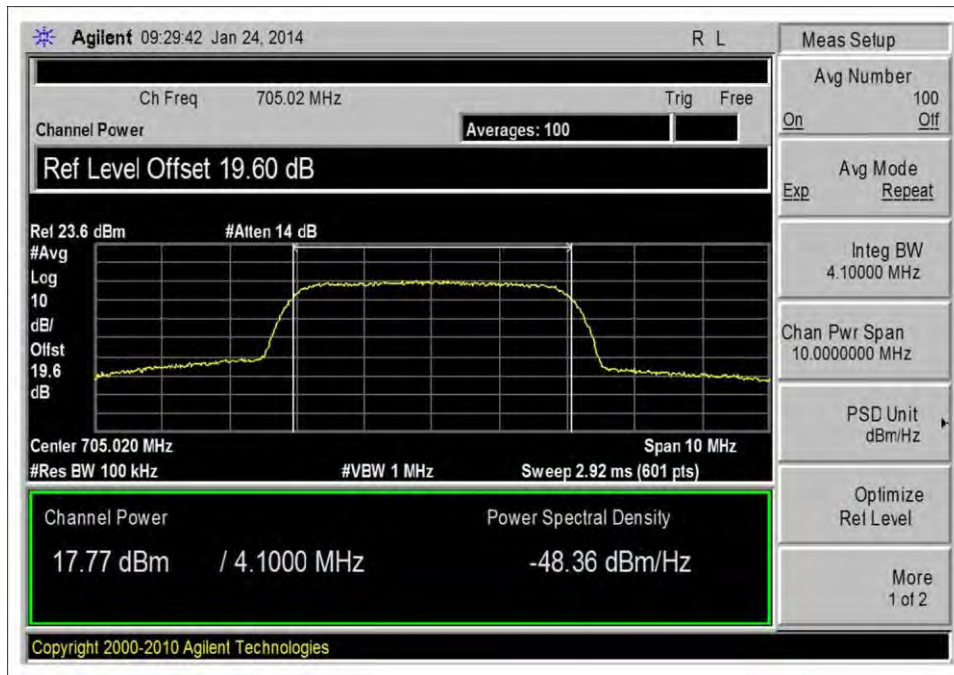 Agilent 09:29:42 Jan 24, 2014 R L
Meas Setup
Ch Freq 705.02 MHz Trig Free
Channel Power Averages: 100
Ref Level Offset 19.60 dB
Ref 23.6 dBm #Atten 14 dB
#Avg
Log
10
dB/
Offst
19.6
dB
Center 705.020 MHz Span 10 MHz
#Res BW 100 kHz #VBW 1 MHz Sweep 2.92 ms (601 pts)
Channel Power Power Spectral Density
17.77 dBm / 4.1000 MHz -48.36 dBm/Hz
Copyright 2000-2010 Agilent Technologies
Avg Number
100
On Off
Avg Mode
Exp Repeat
Integ BW
4.10000 MHz
Chan Pwr Span
10.0000000 MHz
PSD Unit
dBm/Hz
Optimize
Ref Level
More
1 of 2